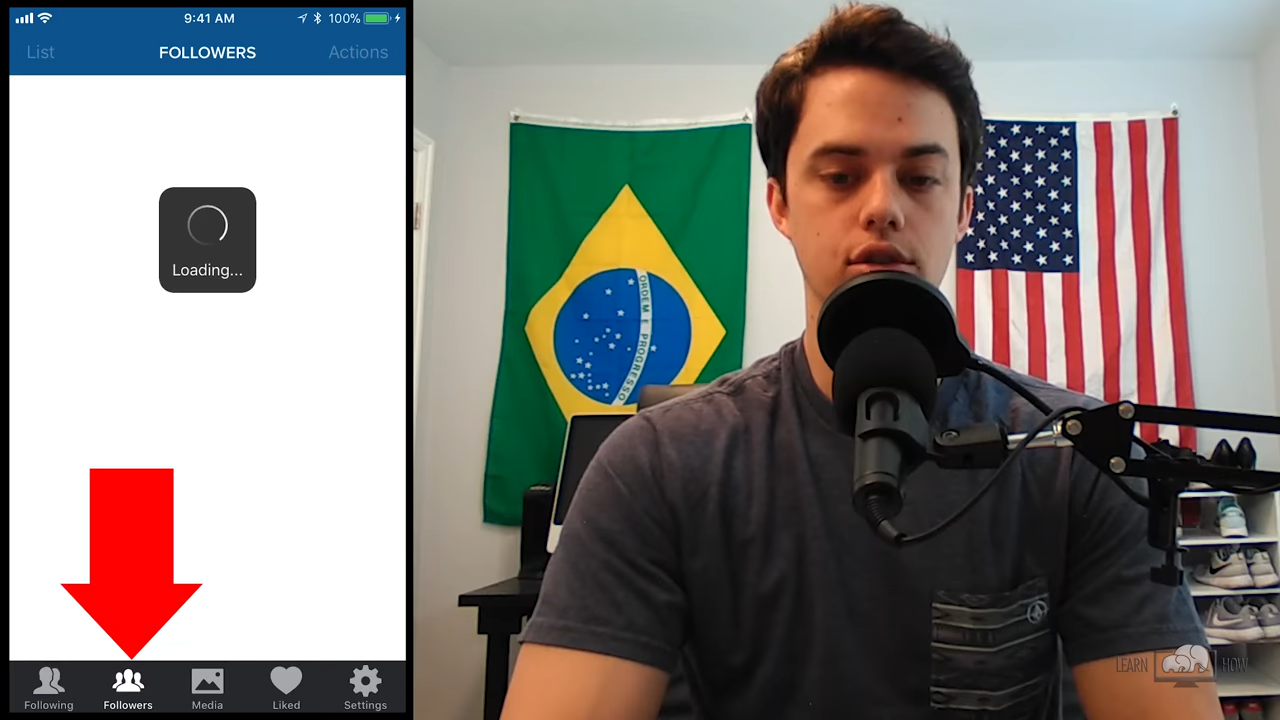 9:41 AM
100%
List
FOLLOWERS
Actions
Loading...
Following
Followers
Media
Liked
Settings
ORDEM E PROGRESSO
LEARN HOW